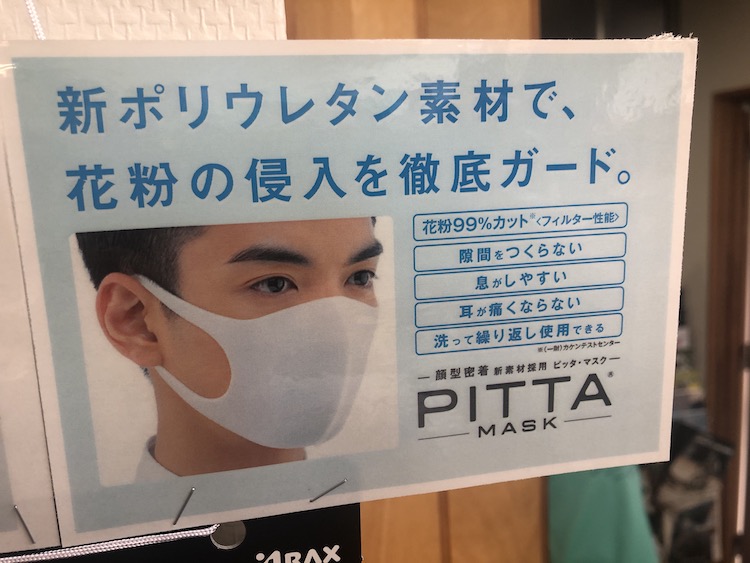 新ポリウレタン素材で、
花粉の侵入を徹底ガード。
花粉99%カット※<フィルター性能>
隙間をつくらない
息がしやすい
耳が痛くならない
洗って繰り返し使用できる
※(一財)カケンテストセンター
顔型密着 新素材採用 ピッタ・マスク
PITTA®
MASK
ARAX